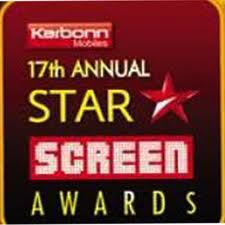 Karbonn
Mobiles
17th ANNUAL
STAR
SCREEN
AWARDS